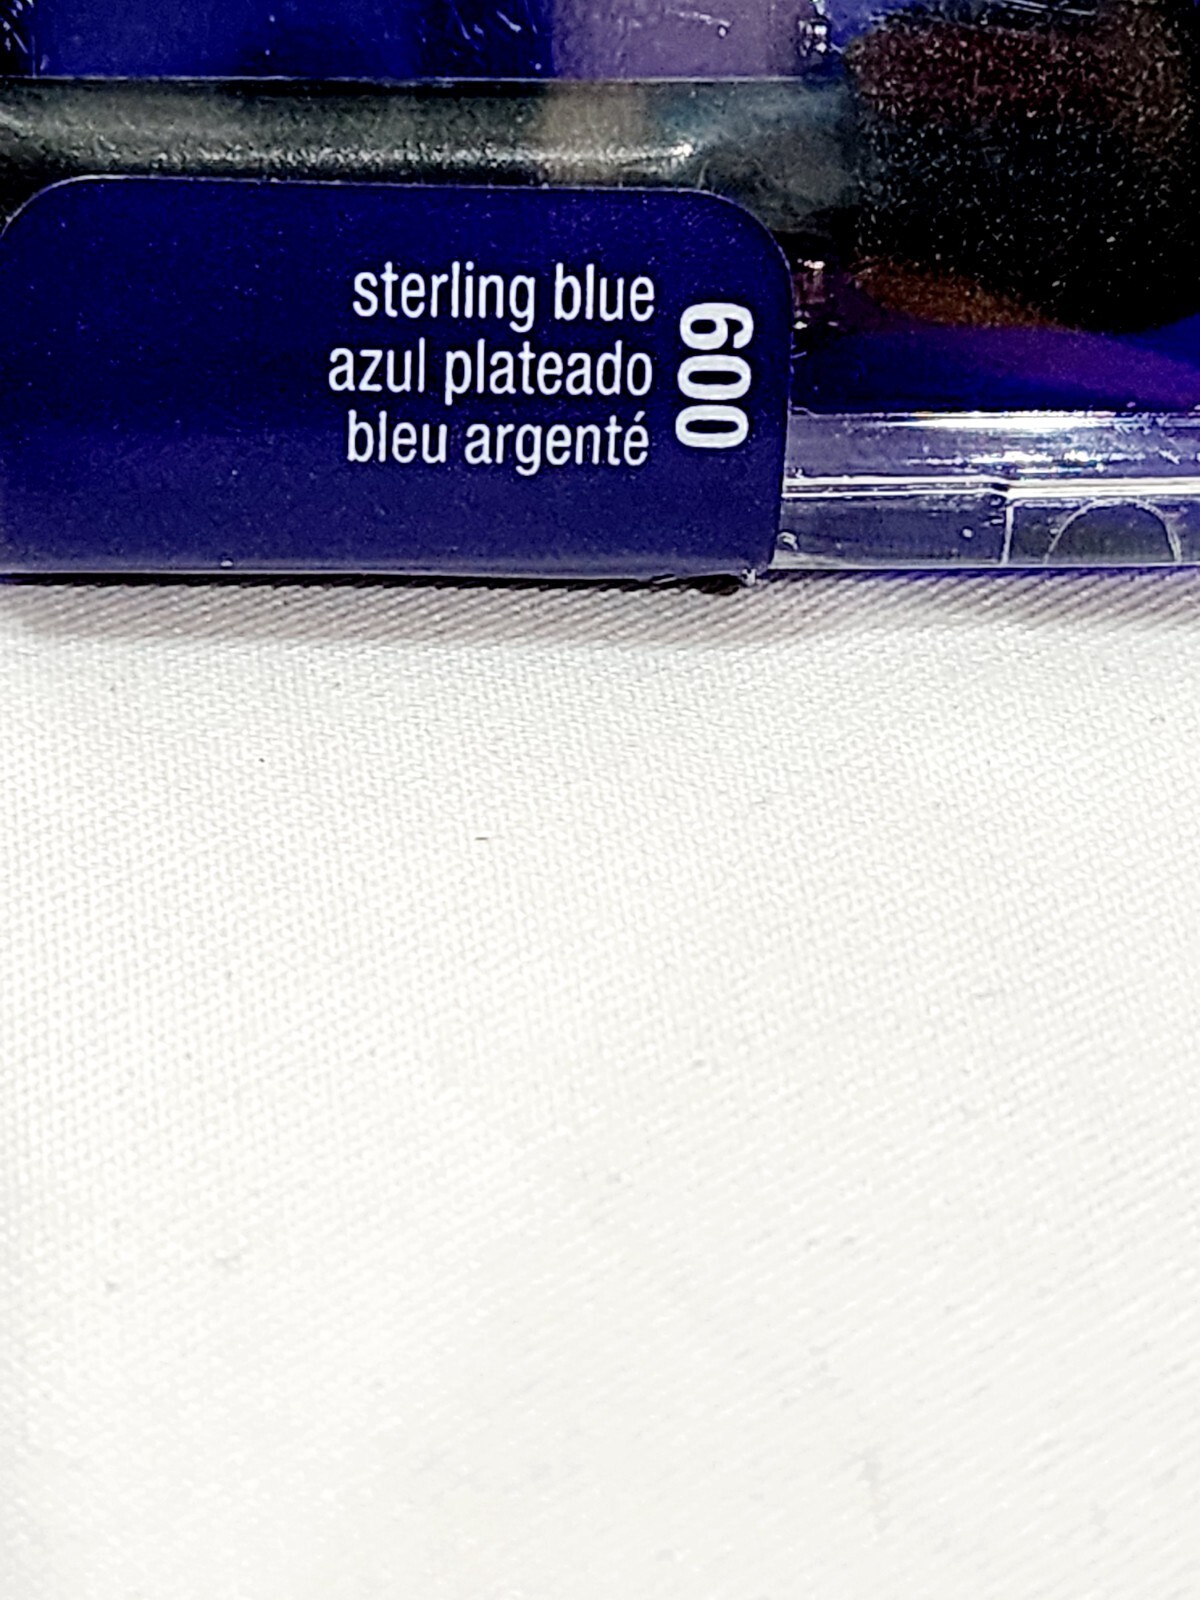 sterling blue
azul plateado
bleu argenté
009